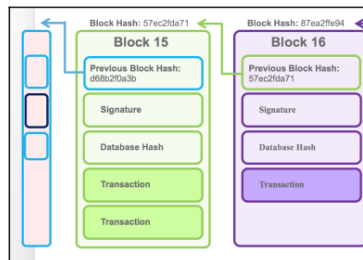 Block Hash: 57ec2fda71
Block 15
Previous Block Hash:
d68b2f0a3b
Signature
Database Hash
Transaction
Transaction
Block Hash: 87ea2ffe94
Block 16
Previous Block Hash:
57ec2fda71
Signature
Database Hash
Transaction